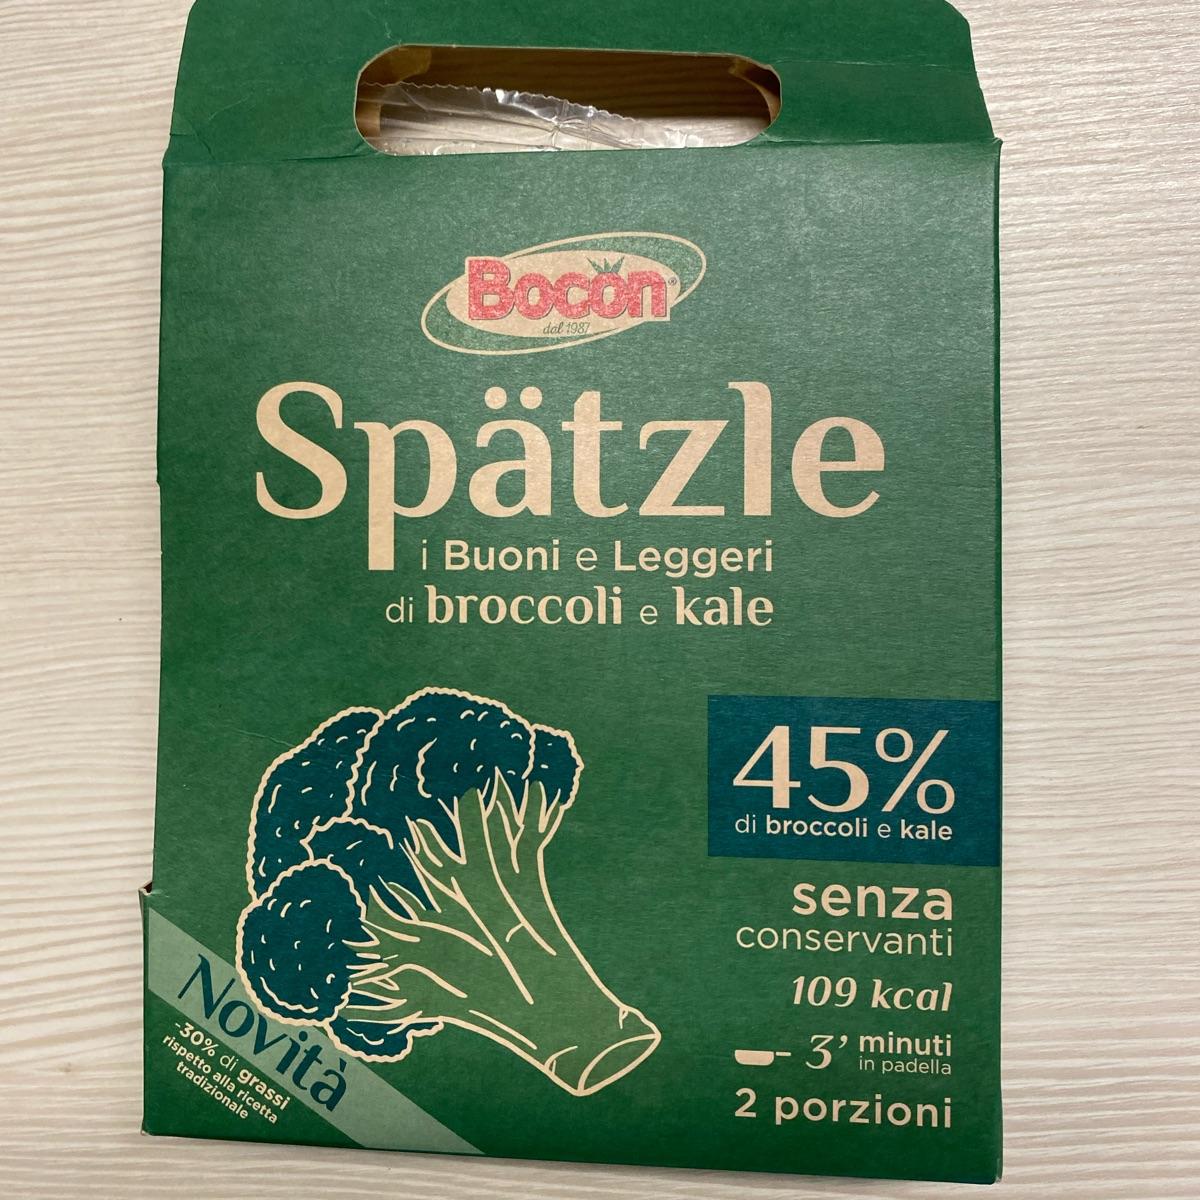 Bocon®
dal 1987
Spätzle
i Buoni e Leggeri
di broccoli e kale
45%
di broccoli e kale
senza
conservanti
109 kcal
3' minuti
in padella
2 porzioni
Novità
-30% di grassi
rispetto alla ricetta
tradizionale